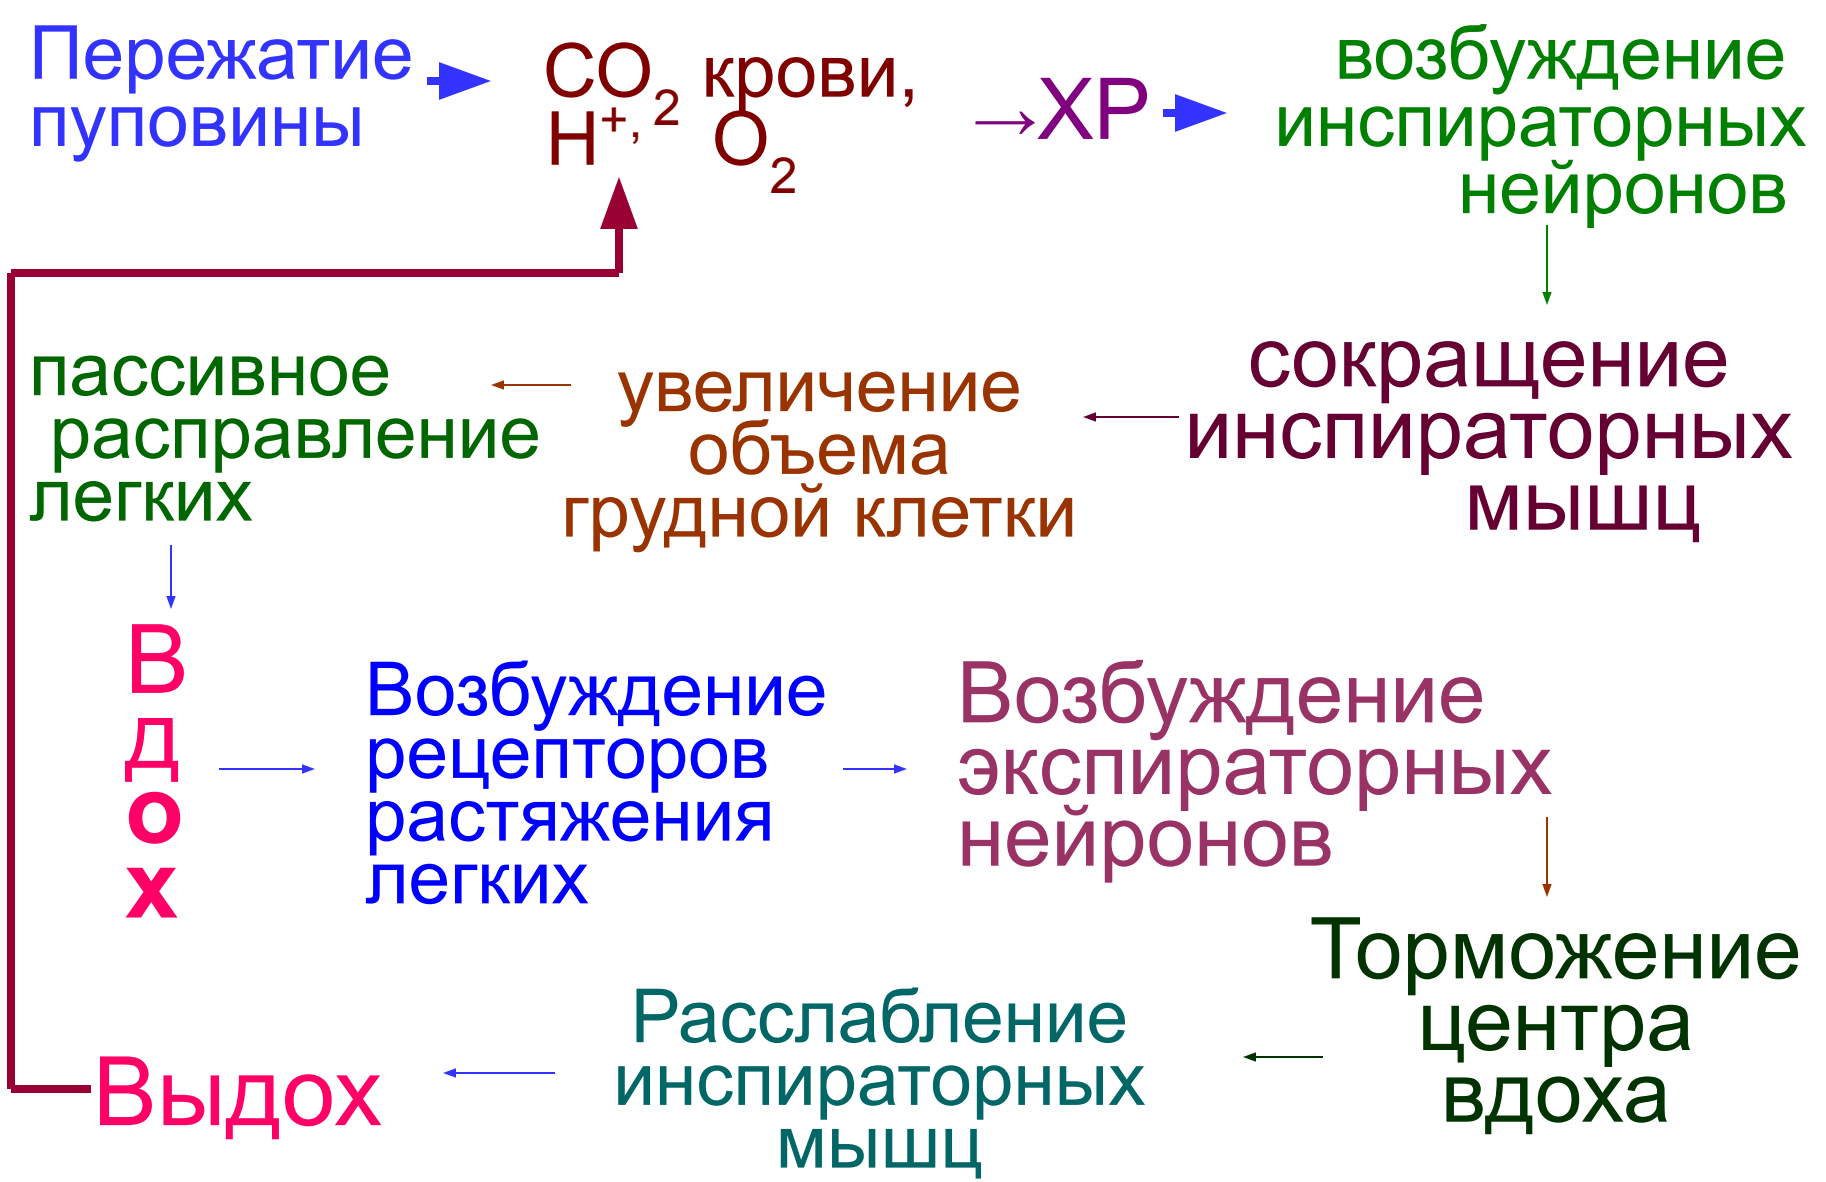 Пережатие
пуповины
CO2 крови,
H+, O2
→ХР
возбуждение
инспираторных
нейронов
сокращение
инспираторных
мышц
увеличение
объема
грудной клетки
пассивное
расправление
легких
В
д
о
х
Возбуждение
рецепторов
растяжения
легких
Возбуждение
экспираторных
нейронов
Торможение
центра
вдоха
Расслабление
инспираторных
мышц
Выдох